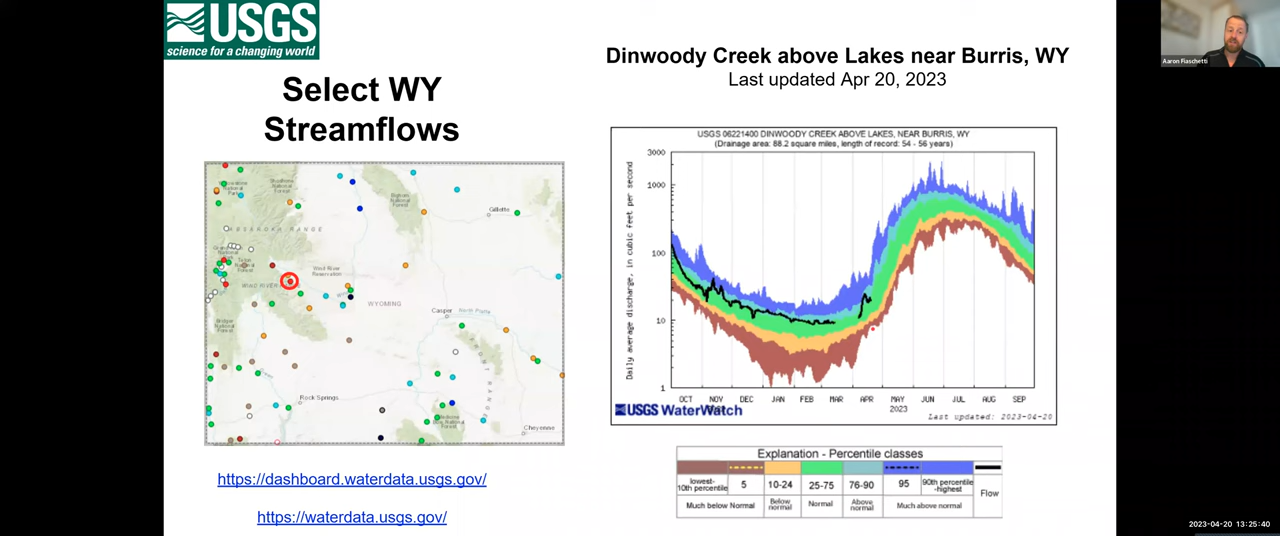 USGS
science for a changing world
Select WY
Streamflows
Dinwoody Creek above Lakes near Burris, WY
Last updated Apr 20, 2023
Aaron Fiaschetti
USGS 06221400 DINWOODY CREEK ABOVE LAKES, NEAR BURRIS, WY
(Drainage area: 88.2 square miles, length of record: 54 - 56 years)
Daily average discharge, in cubic feet per second
3000
1000
100
10
1
OCT NOV DEC JAN FEB MAR APR MAY JUN JUL AUG SEP
2023
USGS WaterWatch
Last updated: 2023-04-20
Gillette
Wind River
Reservation
WIND RIVER
WYOMING
Casper
North Platte
FRONT RANGE
Rock Springs
Cheyenne
Explanation - Percentile classes
lowest-
10th percentile
5
10-24
25-75
76-90
95
90th percentile
-highest
Flow
Much below Normal
Below
normal
Normal
Above
normal
Much above normal
https://dashboard.waterdata.usgs.gov/
https://waterdata.usgs.gov/
2023-04-20 13:25:40